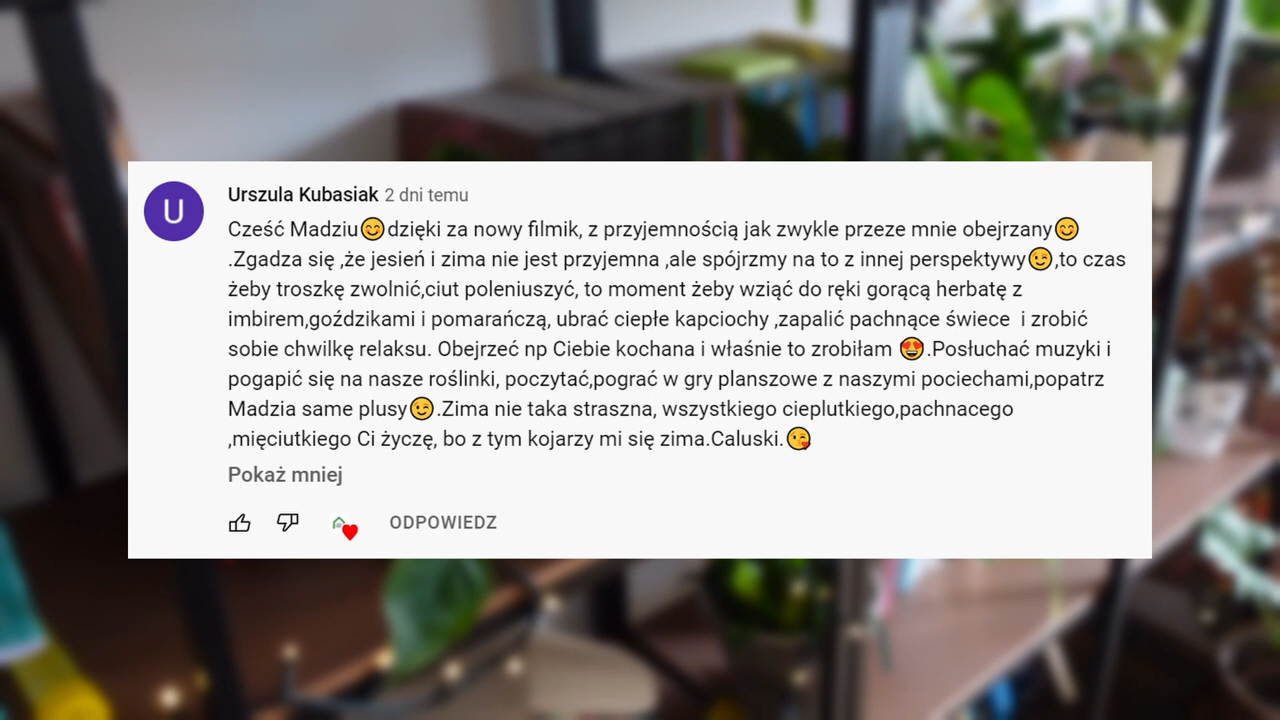 U
Urszula Kubasiak 2 dni temu
Cześć Madziu😊dzięki za nowy filmik, z przyjemnością jak zwykle przeze mnie obejrzany😊
.Zgadza się ,że jesień i zima nie jest przyjemna ,ale spójrzmy na to z innej perspektywy😉,to czas
żeby troszkę zwolnić,ciut poleniuszyć, to moment żeby wziąć do ręki gorącą herbatę z
imbirem,goździkami i pomarańczą, ubrać ciepłe kapciochy ,zapalić pachnące świece  i zrobić
sobie chwilkę relaksu. Obejrzeć np Ciebie kochana i właśnie to zrobiłam 😍.Posłuchać muzyki i
pogapić się na nasze roślinki, poczytać,pograć w gry planszowe z naszymi pociechami,popatrz
Madzia same plusy😉.Zima nie taka straszna, wszystkiego cieplutkiego,pachnacego
,mięciutkiego Ci życzę, bo z tym kojarzy mi się zima.Caluski.😘
Pokaż mniej
ODPOWIEDZ